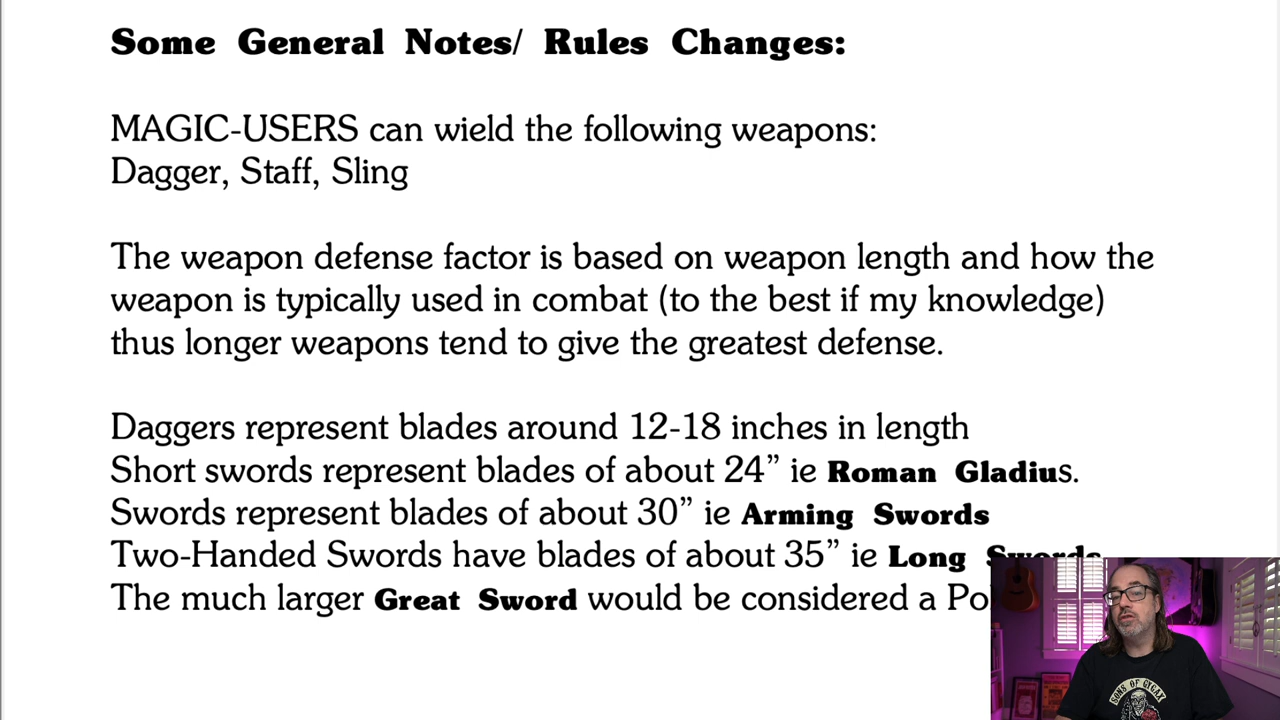 Some General Notes/ Rules Changes:
MAGIC-USERS can wield the following weapons:
Dagger, Staff, Sling
The weapon defense factor is based on weapon length and how the
weapon is typically used in combat (to the best if my knowledge)
thus longer weapons tend to give the greatest defense.
Daggers represent blades around 12-18 inches in length
Short swords represent blades of about 24” ie Roman Gladius.
Swords represent blades of about 30” ie Arming Swords
Two-Handed Swords have blades of about 35” ie Long Swords
The much larger Great Sword would be considered a
SONS OF GYGAX